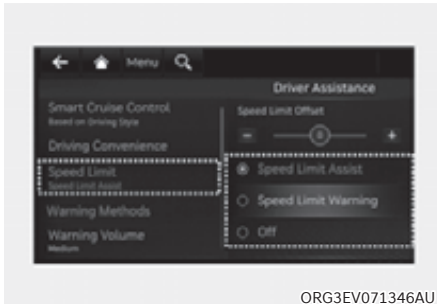 Menu
Driver Assistance
Smart Cruise Control
Based on Driving Style
Driving Convenience
Speed Limit
Speed Limit Assist
Warning Methods
Warning Volume
Medium
Speed Limit Offset
0
Speed Limit Assist
Speed Limit Warning
Off
ORG3EV071346AU